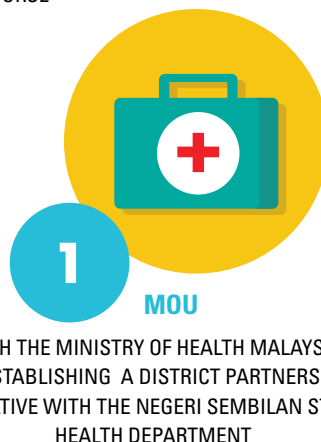 1
MOU
THE MINISTRY OF HEALTH
A DISTRICT
WITH THE NEGERI SEMBILAN
HEALTH DEPARTMENT